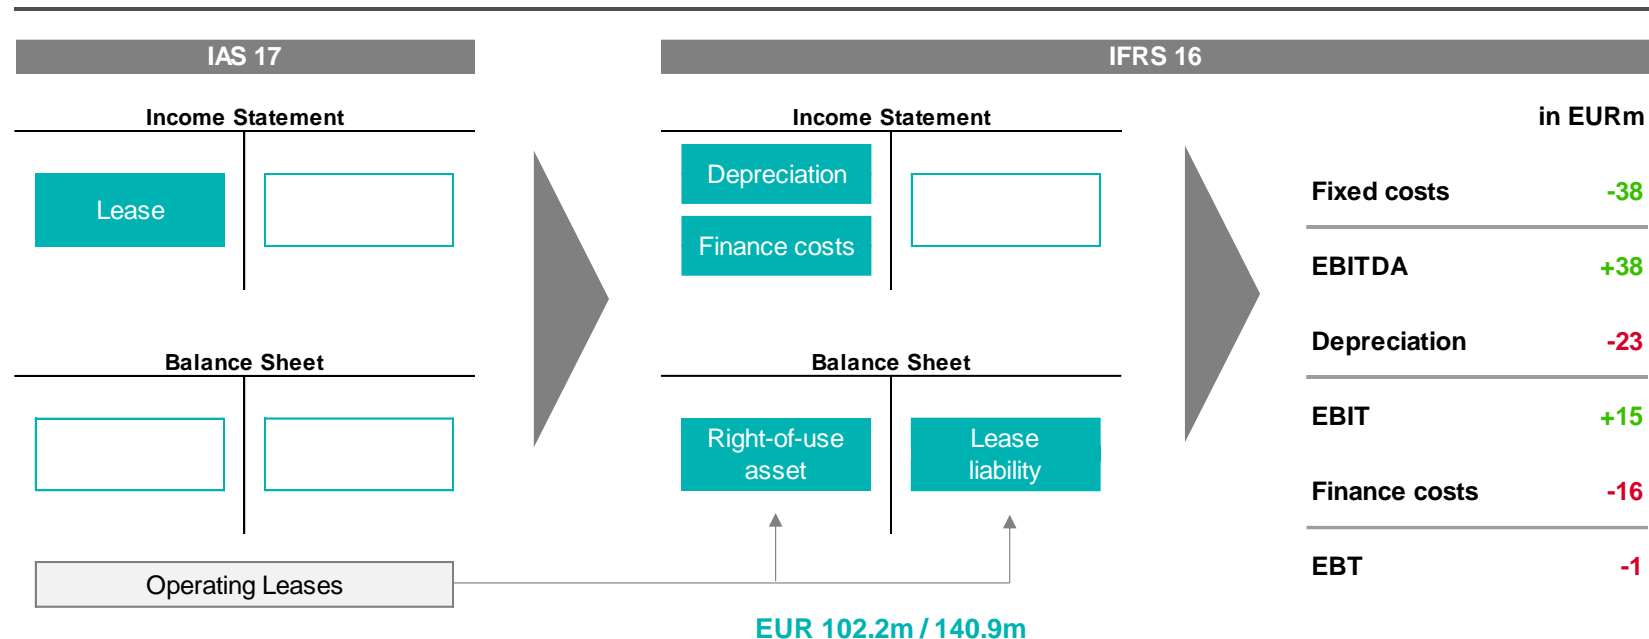 IAS 17
IFRS 16
Income Statement
Lease
Balance Sheet
Operating Leases
Income Statement
Depreciation
Finance costs
Balance Sheet
Right-of-use
asset
Lease
liability
EUR 102.2m / 140.9m
in EURm
Fixed costs -38
EBITDA +38
Depreciation -23
EBIT +15
Finance costs -16
EBT -1